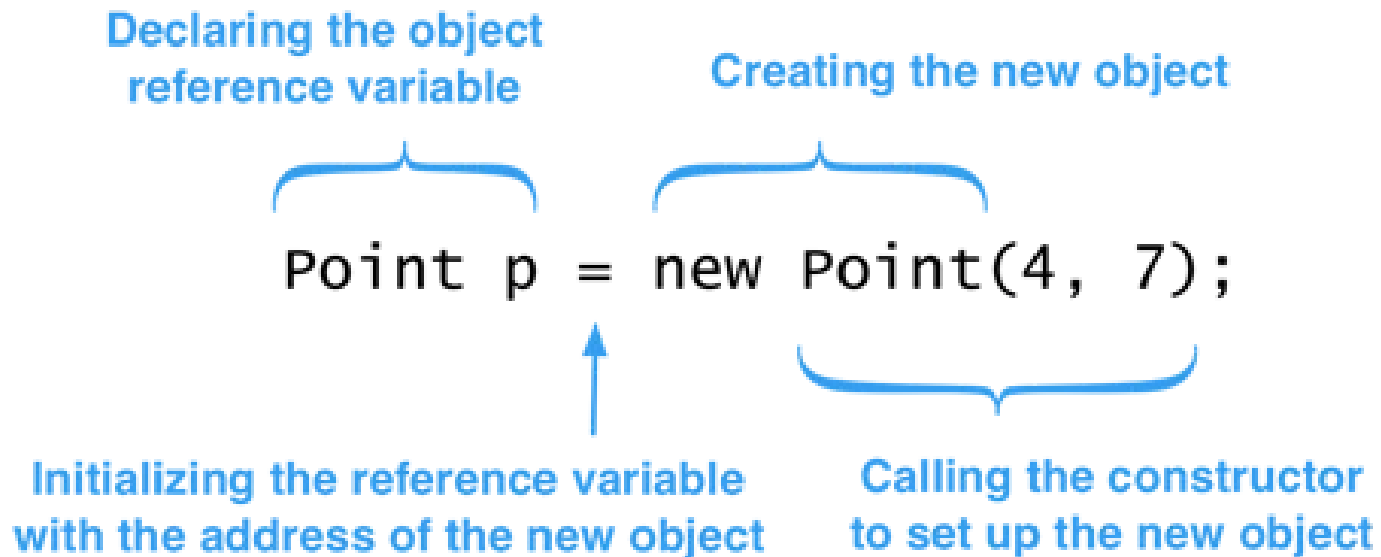 Declaring the object
reference variable
Creating the new object
Point p = new Point(4, 7);
Initializing the reference variable
with the address of the new object
Calling the constructor
to set up the new object